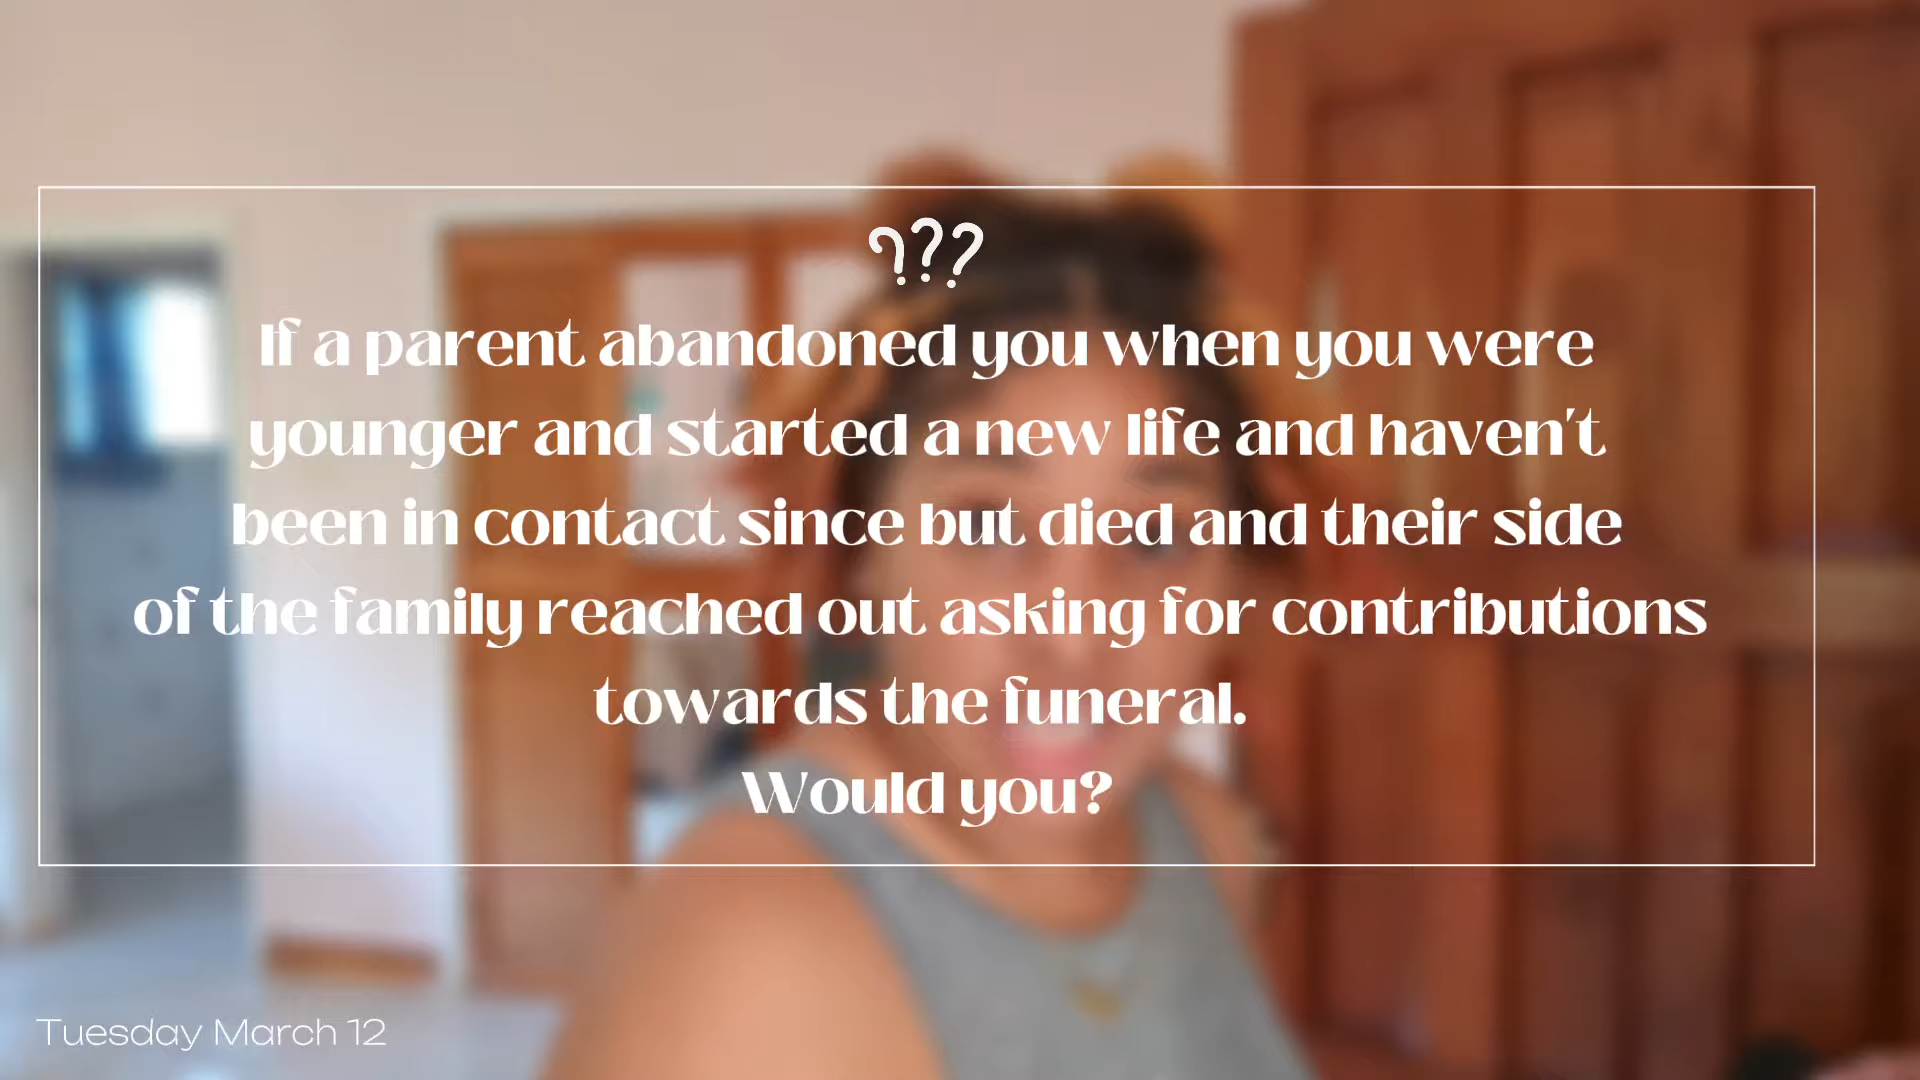 ???
If a parent abandoned you when you were
younger and started a new life and haven't
been in contact since but died and their side
of the family reached out asking for contributions
towards the funeral.
Would you?
Tuesday March 12